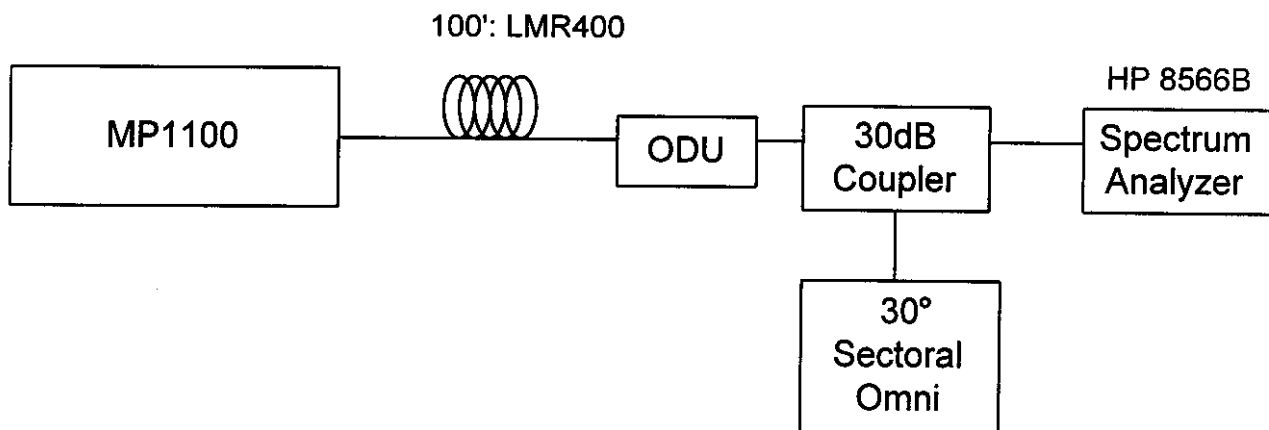 100': LMR400
HP 8566B
MP1100
ODU
30dB
Coupler
Spectrum
Analyzer
30°
Sectoral
Omni